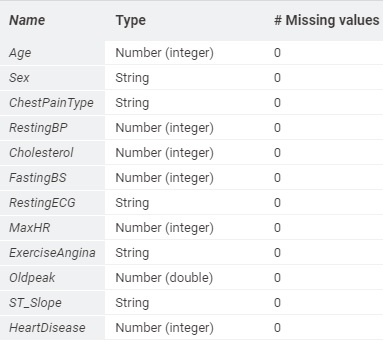 Name Type # Missing values
Age Number (integer) 0
Sex String 0
ChestPainType String 0
RestingBP Number (integer) 0
Cholesterol Number (integer) 0
FastingBS Number (integer) 0
RestingECG String 0
MaxHR Number (integer) 0
ExerciseAngina String 0
Oldpeak Number (double) 0
ST_Slope String 0
HeartDisease Number (integer) 0